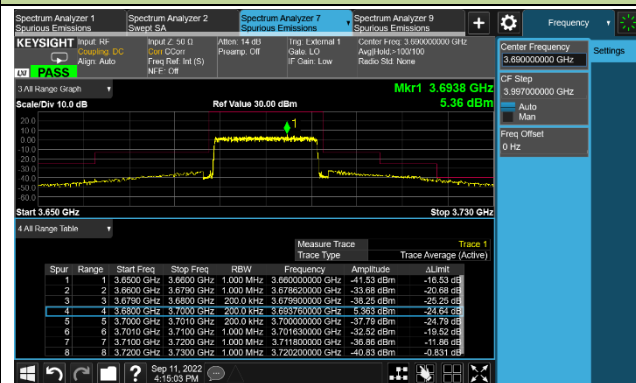 Spectrum Analyzer 1 Spurious Emissions
Spectrum Analyzer 2 Swept SA
Spectrum Analyzer 7 Spurious Emissions
Spectrum Analyzer 9 Spurious Emissions
Frequency
KEYSIGHT
Input: RF
Coupling: DC
Align: Auto
Input Z: 50 Ω
Corr CCorr
Freq Ref: Int (S)
NFE: Off
Atten: 14 dB
Preamp: Off
Trig: External 1
Gate: LO
IF Gain: Low
Center Freq: 3.690000000 GHz
Avg|Hold:>100/100
Radio Std: None
LXI PASS
3 All Range Graph
Mkr1 3.6938 GHz
Scale/Div 10.0 dB
Ref Value 30.00 dBm
5.36 dBm
1
20.0
10.0
0.00
-10.0
-20.0
-30.0
-40.0
-50.0
-60.0
Start 3.650 GHz
Stop 3.730 GHz
4 All Range Table
Measure Trace Trace 1
Trace Type Trace Average (Active)
Spur Range Start Freq Stop Freq RBW Frequency Amplitude ΔLimit
1 1 3.6500 GHz 3.6600 GHz 1.000 MHz 3.660000000 GHz -41.53 dBm -16.53 dB
2 2 3.6600 GHz 3.6790 GHz 1.000 MHz 3.678620000 GHz -33.68 dBm -20.68 dB
3 3 3.6790 GHz 3.6800 GHz 200.0 kHz 3.679900000 GHz -38.25 dBm -25.25 dB
4 4 3.6800 GHz 3.7000 GHz 200.0 kHz 3.693760000 GHz 5.363 dBm -24.64 dB
5 5 3.7000 GHz 3.7010 GHz 200.0 kHz 3.700000000 GHz -37.79 dBm -24.79 dB
6 6 3.7010 GHz 3.7100 GHz 1.000 MHz 3.701630000 GHz -32.52 dBm -19.52 dB
7 7 3.7100 GHz 3.7200 GHz 1.000 MHz 3.711800000 GHz -36.86 dBm -11.86 dB
8 8 3.7200 GHz 3.7300 GHz 1.000 MHz 3.720200000 GHz -40.83 dBm -0.831 dB
Center Frequency
3.690000000 GHz
Settings
CF Step
3.997000000 GHz
Auto
Man
Freq Offset
0 Hz
Sep 11, 2022
4:15:03 PM